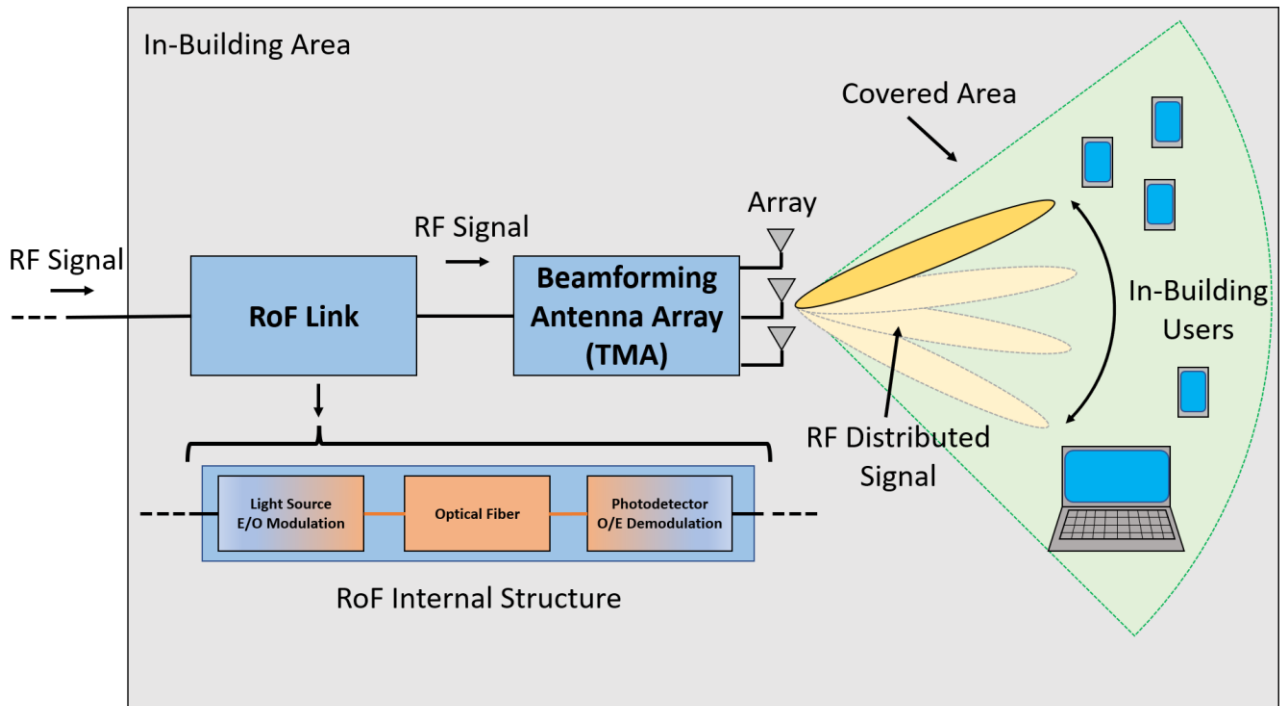 In-Building Area
Covered Area
Array
RF Signal
RF Signal
RoF Link
Beamforming
Antenna Array
(TMA)
In-Building
Users
RF Distributed
Signal
Light Source
E/O Modulation
Optical Fiber
Photodetector
O/E Demodulation
RoF Internal Structure